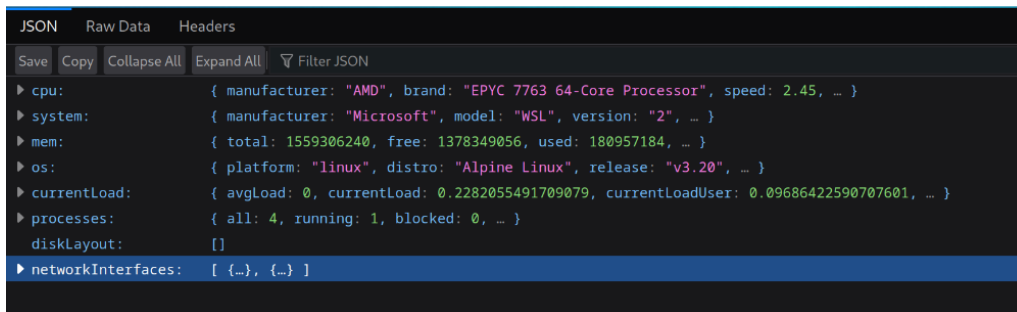 JSON Raw Data Headers
Save Copy Collapse All Expand All Filter JSON
cpu: { manufacturer: "AMD", brand: "EPYC 7763 64-Core Processor", speed: 2.45, … }
system: { manufacturer: "Microsoft", model: "WSL", version: "2", … }
mem: { total: 1559306240, free: 1378349056, used: 180957184, … }
os: { platform: "linux", distro: "Alpine Linux", release: "v3.20", … }
currentLoad: { avgLoad: 0, currentLoad: 0.2282055491709079, currentLoadUser: 0.09686422590707601, … }
processes: { all: 4, running: 1, blocked: 0, … }
diskLayout: []
networkInterfaces: [ {…}, {…} ]